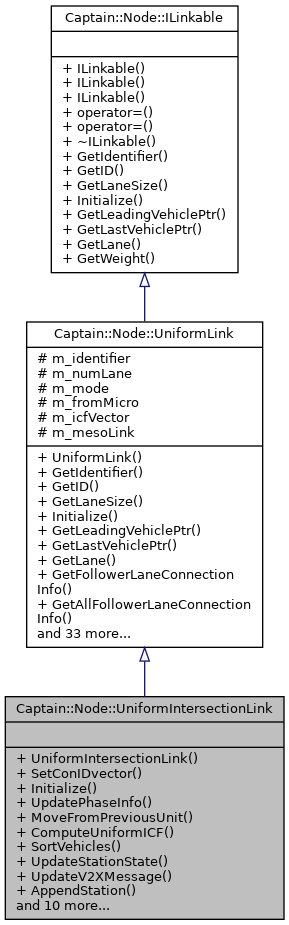 Captain::Node::ILinkable
+ ILinkable()
+ ILinkable()
+ ILinkable()
+ operator=()
+ operator=()
+ ~ILinkable()
+ GetIdentifier()
+ GetID()
+ GetLaneSize()
+ Initialize()
+ GetLeadingVehiclePtr()
+ GetLastVehiclePtr()
+ GetLane()
+ GetWeight()
Captain::Node::UniformLink
# m_identifier
# m_numLane
# m_mode
# m_fromMicro
# m_icfVector
# m_mesoLink
+ UniformLink()
+ GetIdentifier()
+ GetID()
+ GetLaneSize()
+ Initialize()
+ GetLeadingVehiclePtr()
+ GetLastVehiclePtr()
+ GetLane()
+ GetFollowerLaneConnection
Info()
+ GetAllFollowerLaneConnection
Info()
and 33 more...
Captain::Node::UniformIntersectionLink
+ UniformIntersectionLink()
+ SetConIDvector()
+ Initialize()
+ UpdatePhaseInfo()
+ MoveFromPreviousUnit()
+ ComputeUniformICF()
+ SortVehicles()
+ UpdateStationState()
+ UpdateV2XMessage()
+ AppendStation()
and 10 more...